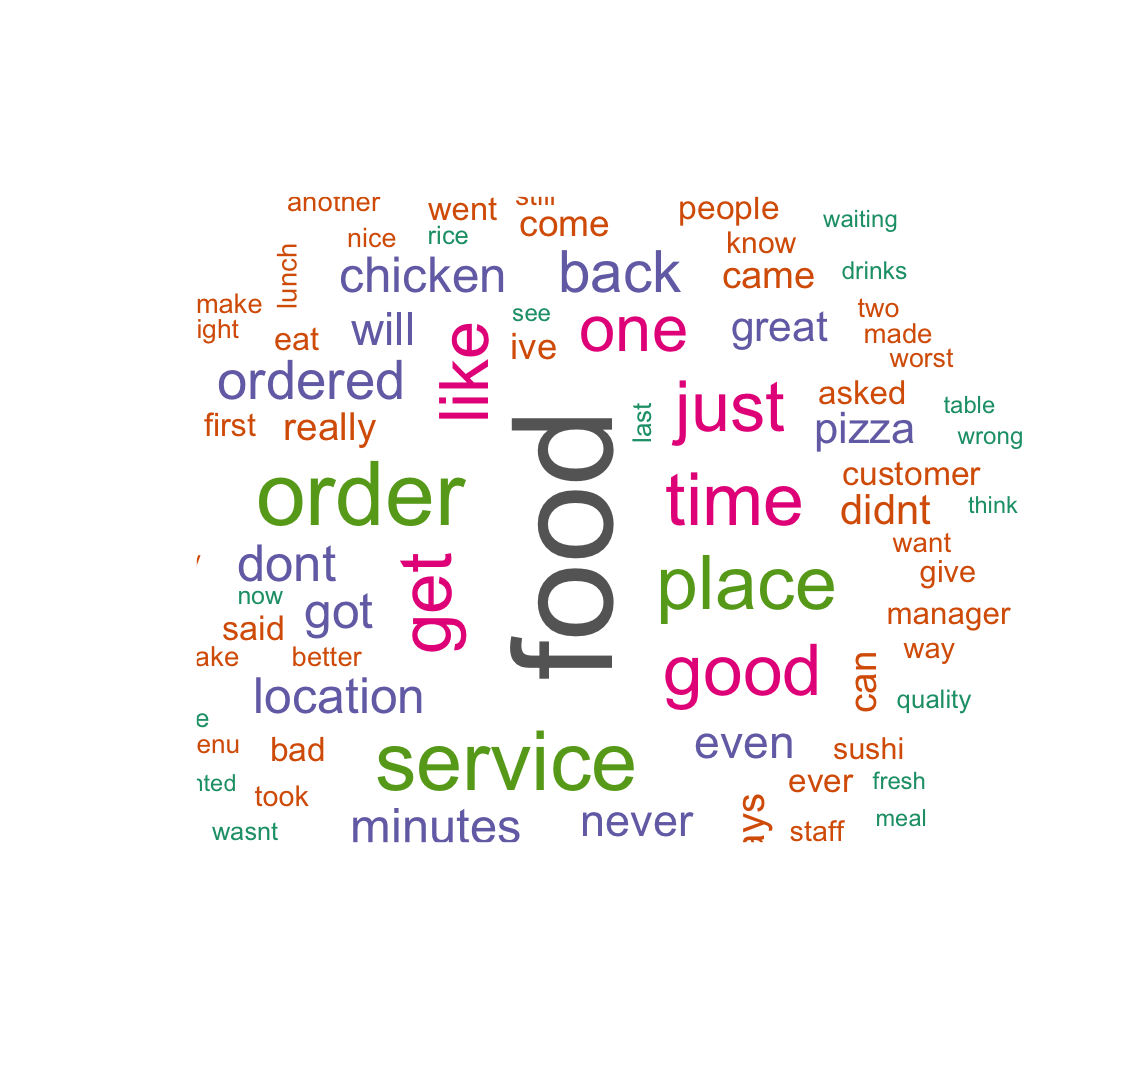 another
went
still
come
people
waiting
nice
rice
know
lunch
chicken
back
came
drinks
make
ight
eat
will
like
see
ive
one
great
two
made
worst
ordered
first
really
last
just
asked
pizza
table
wrong
order
food
time
customer
didnt
think
dont
now
got
get
place
want
give
said
ake
better
manager
location
good
can
way
quality
e
enu
bad
service
even
sushi
nted
took
ever
fresh
wasnt
minutes
never
ays
staff
meal